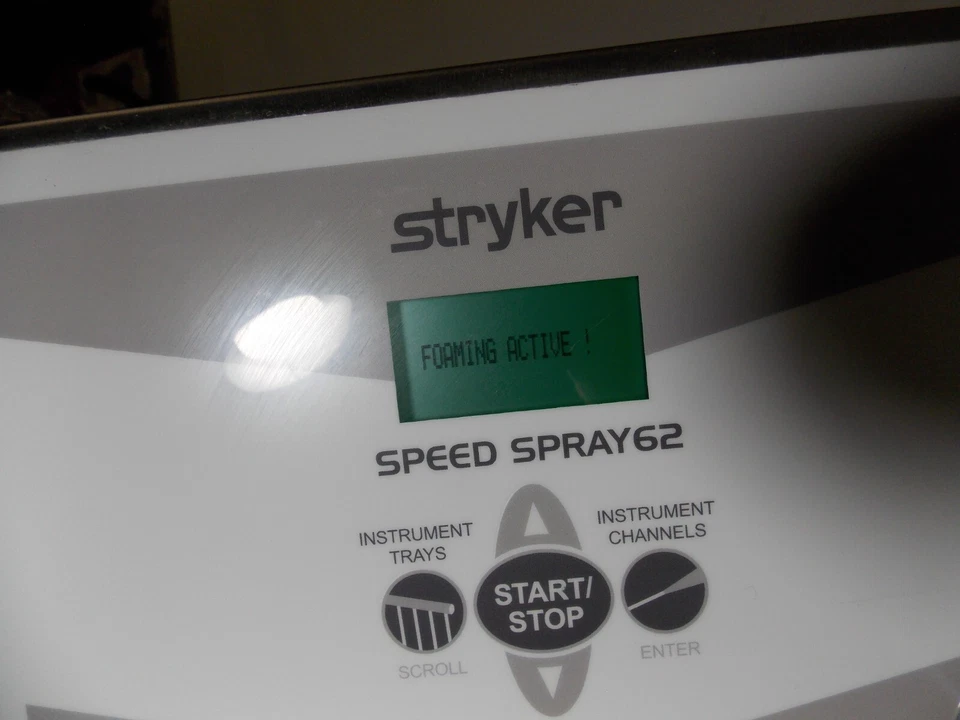 stryker
FOAMING ACTIVE !
SPEED SPRAY62
INSTRUMENT
TRAYS
INSTRUMENT
CHANNELS
START/
STOP
SCROLL
ENTER